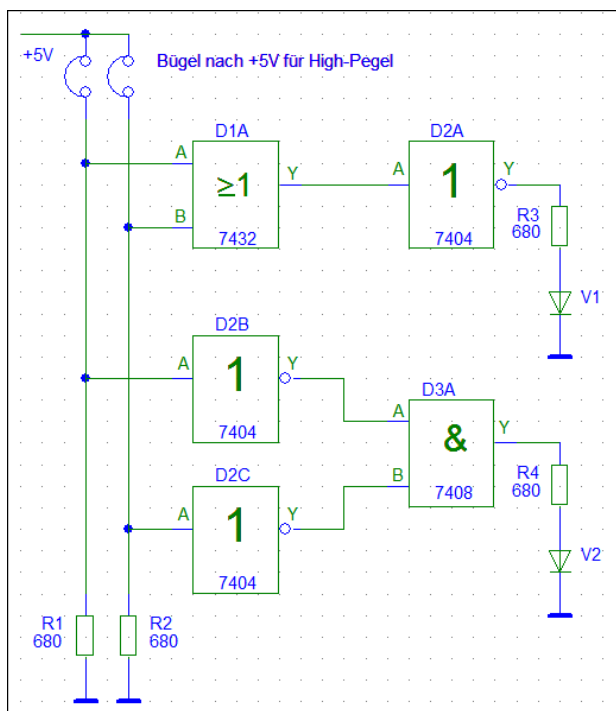 +5V
Bügel nach +5V für High-Pegel
D1A
D2A
A
B
≥1
Y
7432
A
1
Y
7404
R3
680
V1
D2B
A
1
Y
7404
D3A
A
B
&
Y
7408
D2C
A
1
Y
7404
R4
680
V2
R1
680
R2
680